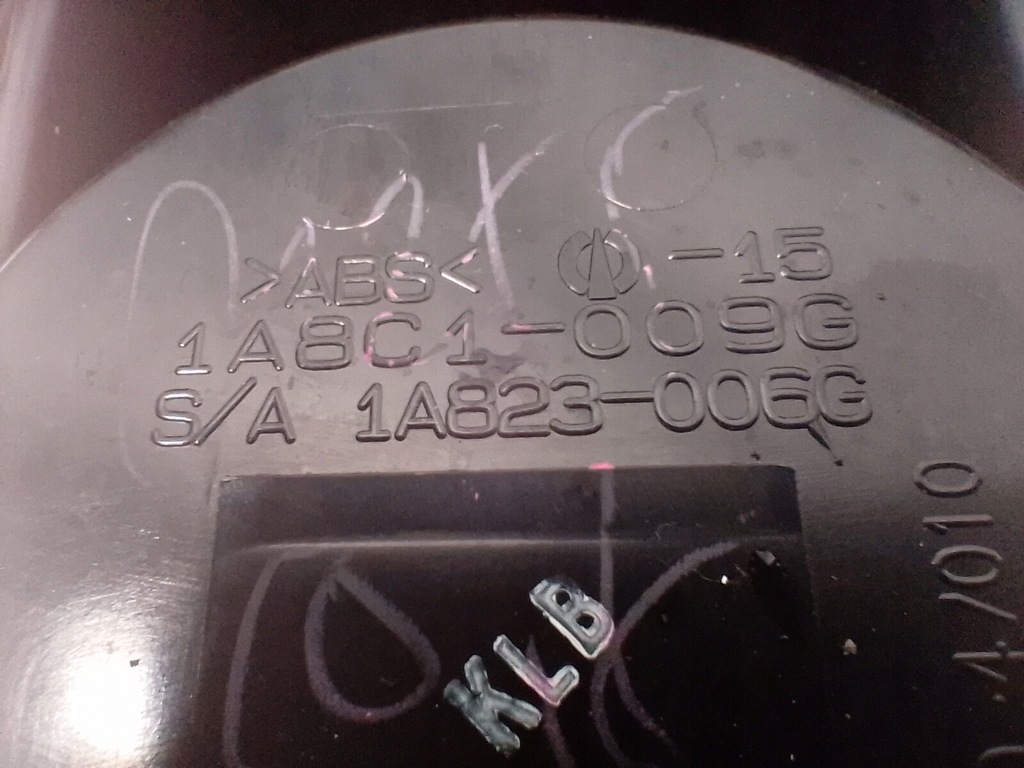 >ABS< -15
1A8C1-009G
S/A 1A823-006G
KLB